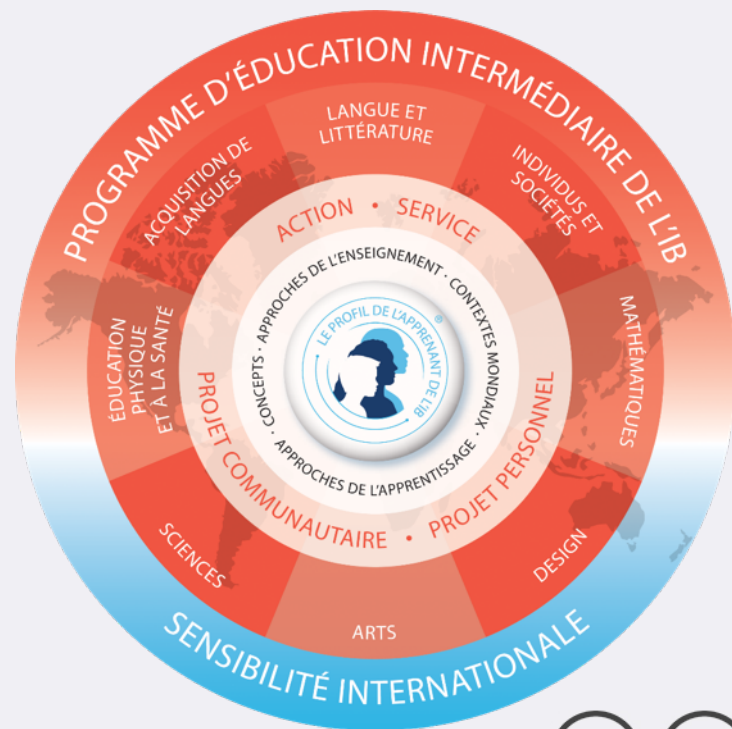 PROGRAMME D'ÉDUCATION INTERMÉDIAIRE DE L'IB
LANGUE ET
LITTÉRATURE
INDIVIDUS ET
SOCIÉTÉS
MATHÉMATIQUES
DESIGN
ARTS
SCIENCES
ÉDUCATION
PHYSIQUE
ET À LA SANTÉ
ACQUISITION DE
LANGUES
ACTION • SERVICE
PROJET COMMUNAUTAIRE • PROJET PERSONNEL
APPROCHES DE L'ENSEIGNEMENT · CONTEXTES MONDIAUX · APPROCHES DE L'APPRENTISSAGE · CONCEPTS ·
LE PROFIL DE L'APPRENANT DE L'IB ®
SENSIBILITÉ INTERNATIONALE